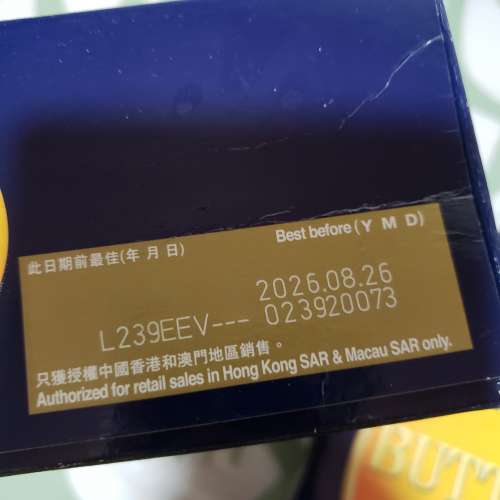 此日期前最佳(年 月 日) Best before (Y M D)
2026.08.26
L239EEV--- 023920073
只獲授權中國香港和澳門地區銷售。
Authorized for retail sales in Hong Kong SAR & Macau SAR only.
BUT